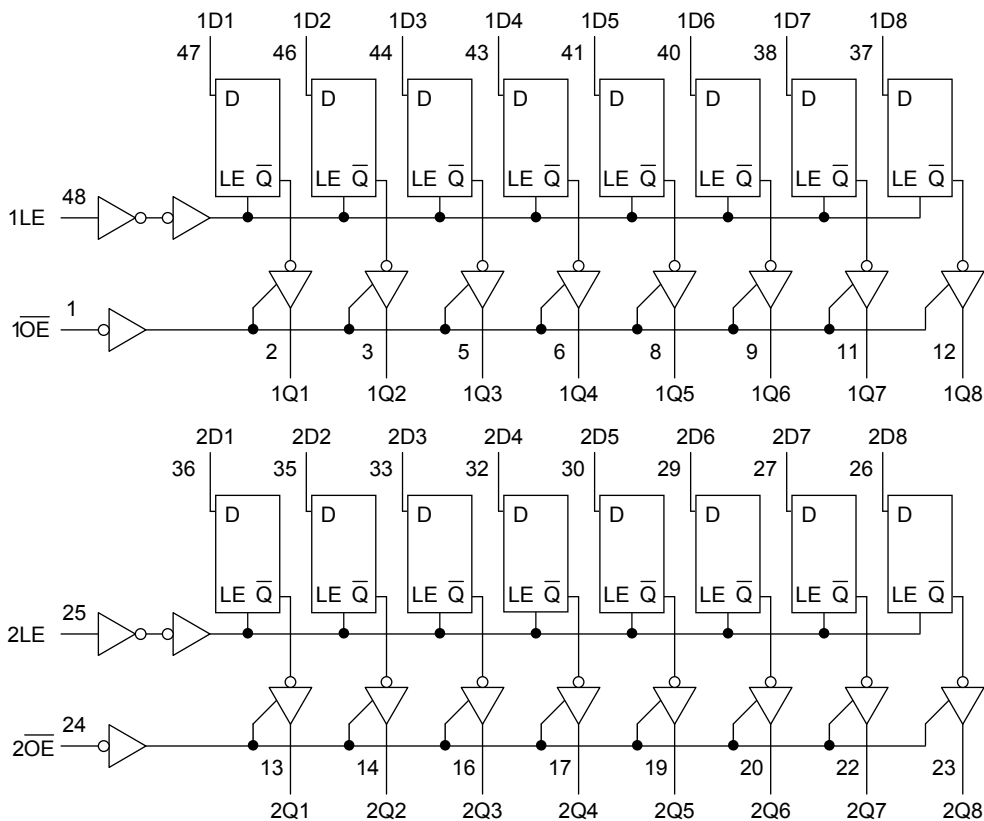 1D1 1D2 1D3 1D4 1D5 1D6 1D7 1D8
47 46 44 43 41 40 38 37
D D D D D D D D
LE Q̅ LE Q̅ LE Q̅ LE Q̅ LE Q̅ LE Q̅ LE Q̅ LE Q̅
48
1LE
1
1O̅E̅
2 3 5 6 8 9 11 12
1Q1 1Q2 1Q3 1Q4 1Q5 1Q6 1Q7 1Q8
2D1 2D2 2D3 2D4 2D5 2D6 2D7 2D8
36 35 33 32 30 29 27 26
D D D D D D D D
LE Q̅ LE Q̅ LE Q̅ LE Q̅ LE Q̅ LE Q̅ LE Q̅ LE Q̅
25
2LE
24
2O̅E̅
13 14 16 17 19 20 22 23
2Q1 2Q2 2Q3 2Q4 2Q5 2Q6 2Q7 2Q8